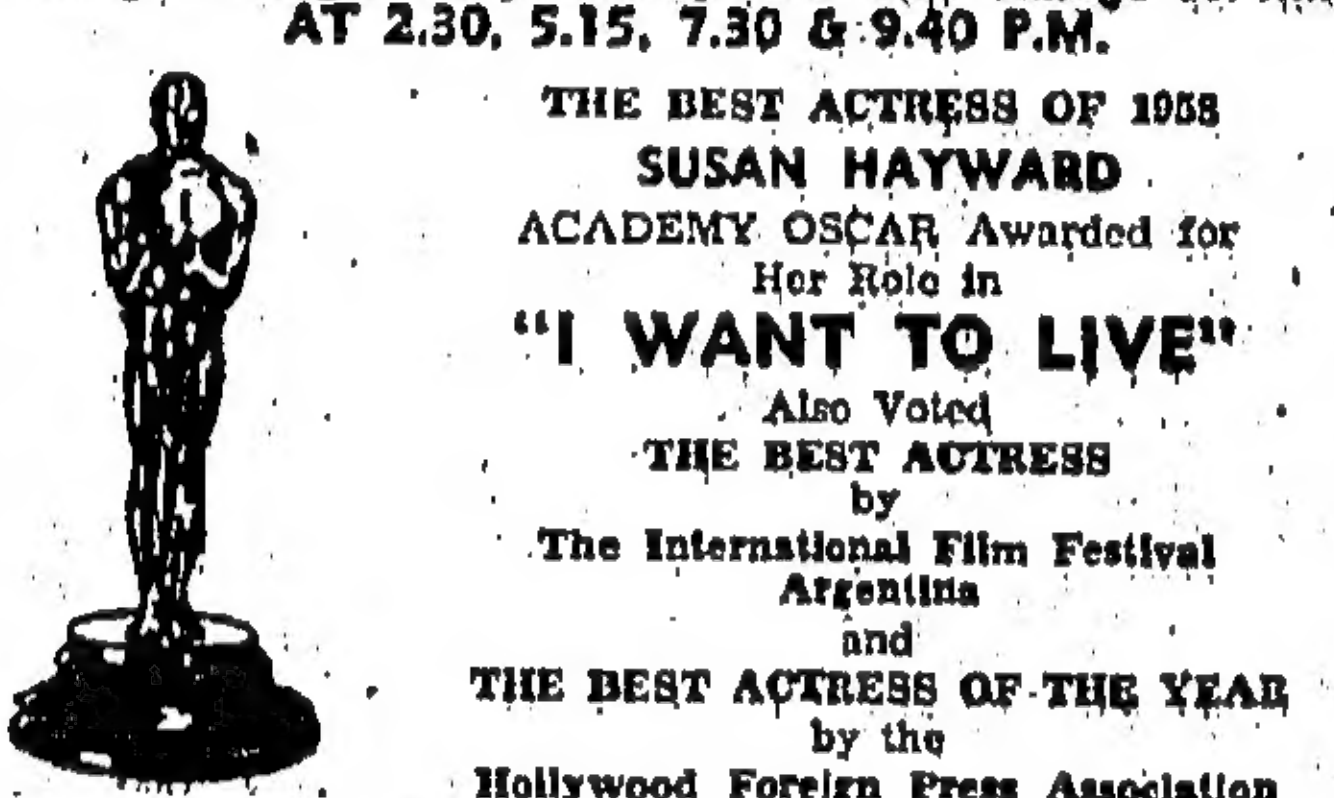 AT 2.30, 5.15, 7.30 & 9.40 P.M.
THE BEST ACTRESS OF 1958
SUSAN HAYWARD
ACADEMY OSCAR Awarded for
Her Role in
"I WANT TO LIVE"
Also Voted
THE BEST ACTRESS
by
The International Film Festival
Argentina
and
THE BEST ACTRESS OF THE YEAR
by the
Hollywood Foreign Press Association